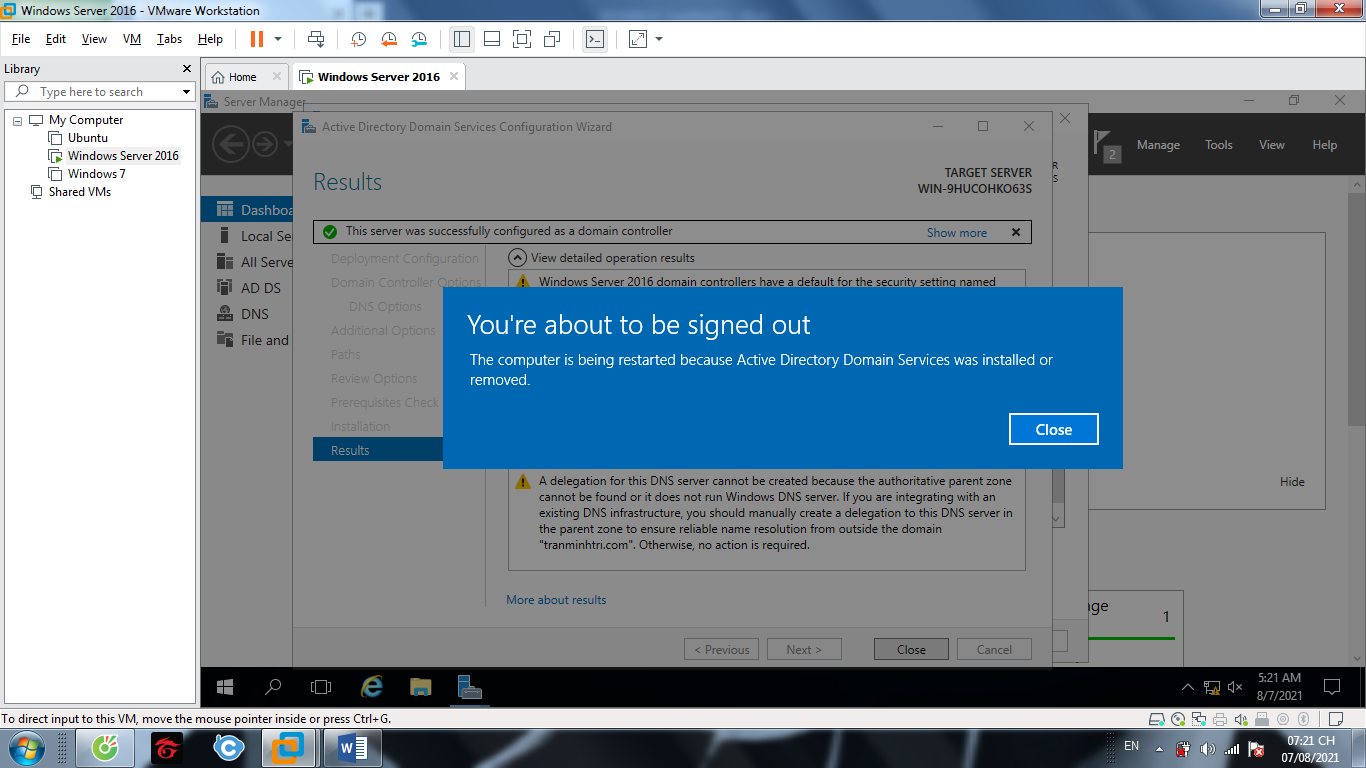 Windows Server 2016 - VMware Workstation
File Edit View VM Tabs Help
Library
Type here to search
My Computer
Ubuntu
Windows Server 2016
Windows 7
Shared VMs
Home
Windows Server 2016
Server Manager
Active Directory Domain Services Configuration Wizard
2
Manage Tools View Help
Results
TARGET SERVER
WIN-9HUCOHKO63S
This server was successfully configured as a domain controller
Show more
Dashboa
Local Se
All Serve
AD DS
DNS
File and
Deployment Configuration
Domain Controller Options
DNS Options
Additional Options
Paths
Review Options
Prerequisites Check
Installation
Results
View detailed operation results
Windows Server 2016 domain controllers have a default for the security setting named
You're about to be signed out
The computer is being restarted because Active Directory Domain Services was installed or
removed.
Close
A delegation for this DNS server cannot be created because the authoritative parent zone
cannot be found or it does not run Windows DNS server. If you are integrating with an
existing DNS infrastructure, you should manually create a delegation to this DNS server in
the parent zone to ensure reliable name resolution from outside the domain
"tranminhtri.com". Otherwise, no action is required.
Hide
More about results
1
< Previous Next > Close Cancel
5:21 AM
8/7/2021
To direct input to this VM, move the mouse pointer inside or press Ctrl+G.
EN
07:21 CH
07/08/2021